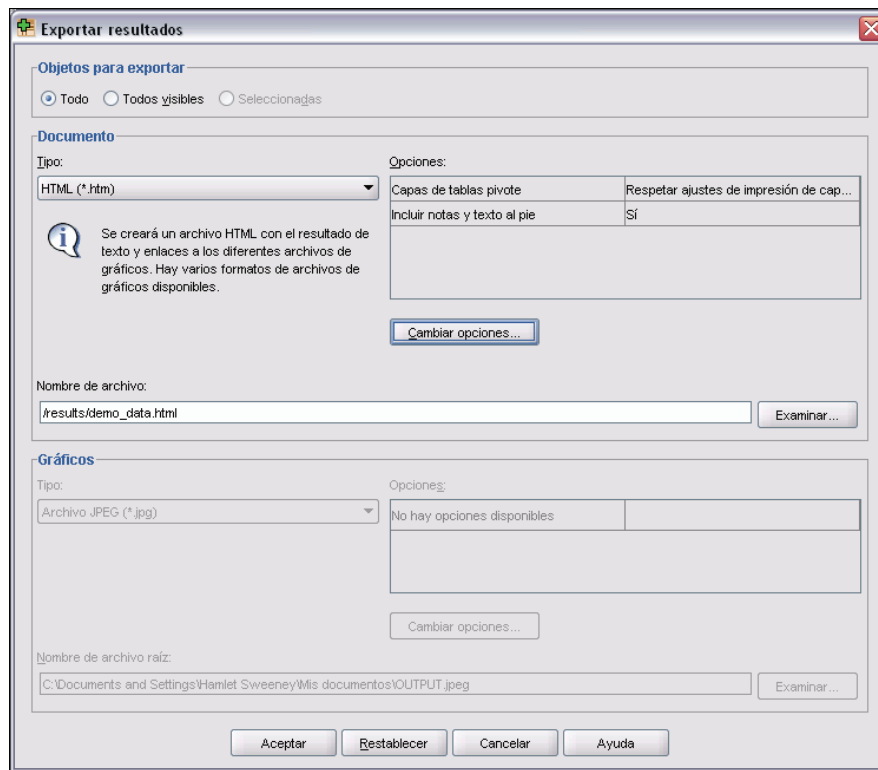 Exportar resultados
Objetos para exportar
Todo
Todos visibles
Seleccionadas
Documento
Tipo:
HTML (*.htm)
Se creará un archivo HTML con el resultado de
texto y enlaces a los diferentes archivos de
gráficos. Hay varios formatos de archivos de
gráficos disponibles.
Opciones:
Capas de tablas pivote
Respetar ajustes de impresión de cap...
Incluir notas y texto al pie
Sí
Cambiar opciones...
Nombre de archivo:
/results/demo_data.html
Examinar...
Gráficos
Tipo:
Archivo JPEG (*.jpg)
Opciones:
No hay opciones disponibles
Cambiar opciones...
Nombre de archivo raíz:
C:\Documents and Settings\Hamlet Sweeney\Mis documentos\OUTPUT.jpeg
Examinar...
Aceptar
Restablecer
Cancelar
Ayuda